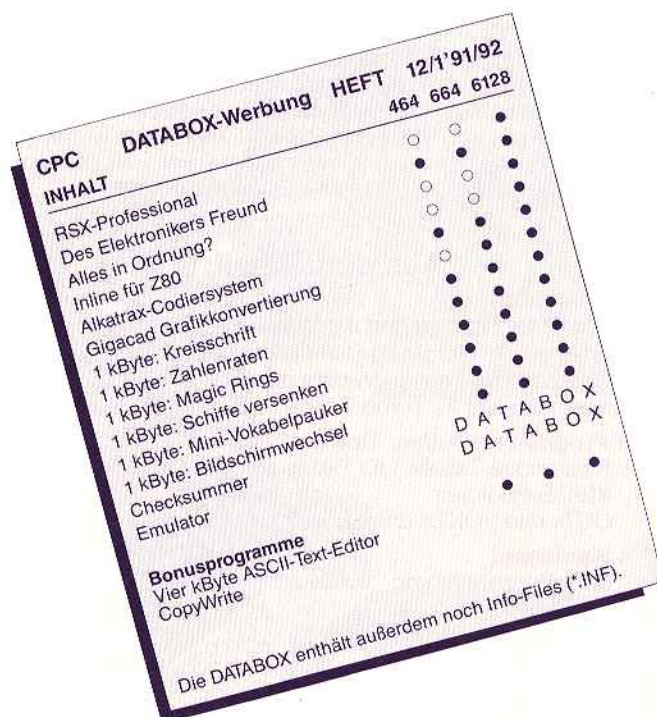 CPC DATABOX-Werbung HEFT 12/1'91/92
INHALT 464 664 6128
RSX-Professional
Des Elektronikers Freund
Alles in Ordnung?
Inline für Z80
Alkatrax-Codiersystem
Gigacad Grafikkonvertierung
1 kByte: Kreisschrift
1 kByte: Zahlenraten
1 kByte: Magic Rings
1 kByte: Schiffe versenken
1 kByte: Mini-Vokabelpauker
1 kByte: Bildschirmwechsel
Checksummer D A T A B O X
Emulator D A T A B O X
Bonusprogramme
Vier kByte ASCII-Text-Editor
CopyWrite
Die DATABOX enthält außerdem noch Info-Files (*.INF).